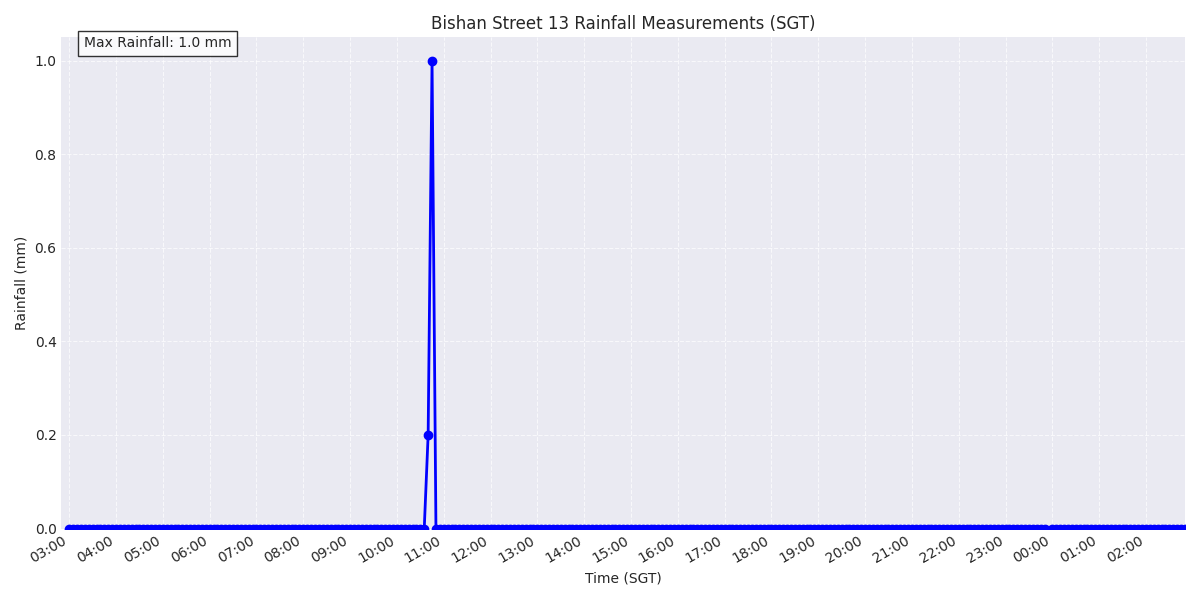 Bishan Street 13 Rainfall Measurements (SGT)
Max Rainfall: 1.0 mm
1.0
0.8
0.6
0.4
0.2
0.0
Rainfall (mm)
03:00 04:00 05:00 06:00 07:00 08:00 09:00 10:00 11:00 12:00 13:00 14:00 15:00 16:00 17:00 18:00 19:00 20:00 21:00 22:00 23:00 00:00 01:00 02:00
Time (SGT)